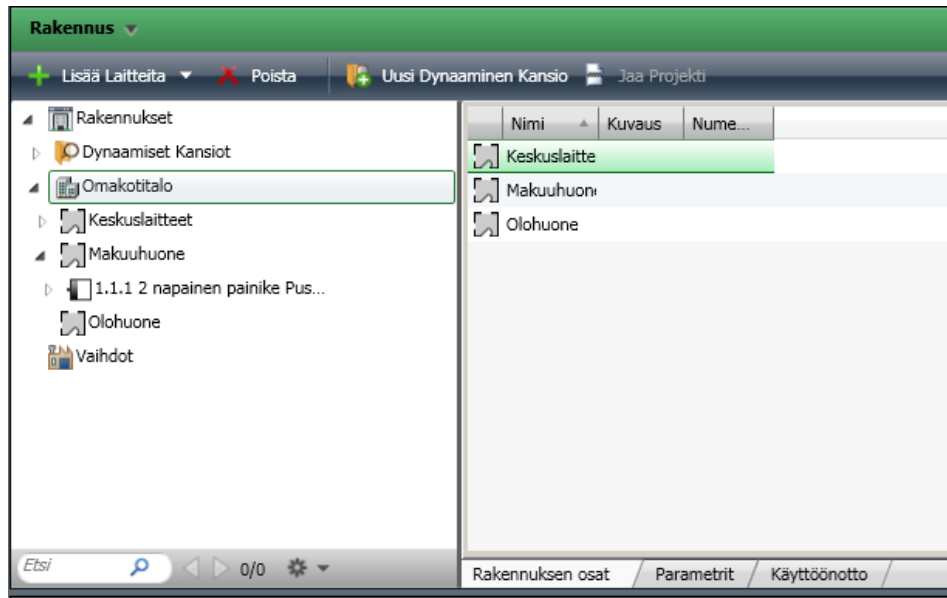 Rakennus
Lisää Laitteita Poista Uusi Dynaaminen Kansio Jaa Projekti
Rakennukset
Dynaamiset Kansiot
Omakotitalo
Keskuslaitteet
Makuuhuone
1.1.1 2 napainen painike Pus...
Olohuone
Vaihdot
Etsi 0/0
Nimi Kuvaus Nume...
Keskuslaitte
Makuuhuone
Olohuone
Rakennuksen osat Parametrit Käyttöönotto